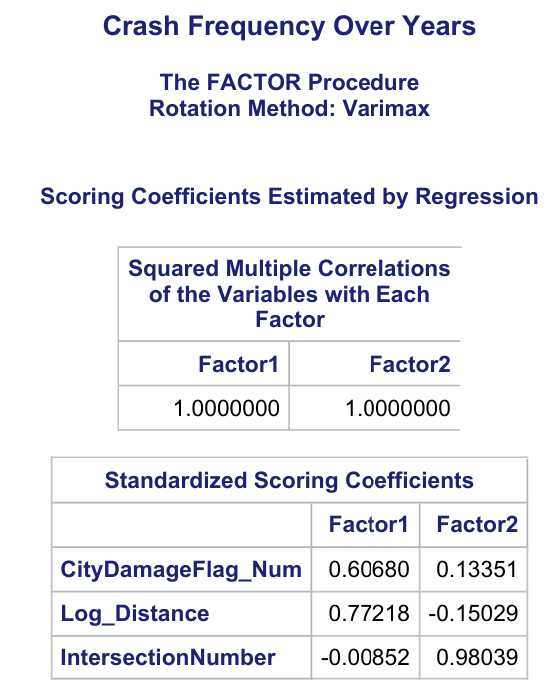 Crash Frequency Over Years
The FACTOR Procedure
Rotation Method: Varimax
Scoring Coefficients Estimated by Regression
Squared Multiple Correlations
of the Variables with Each
Factor
Factor1 Factor2
1.0000000 1.0000000
Standardized Scoring Coefficients
Factor1 Factor2
CityDamageFlag_Num 0.60680 0.13351
Log_Distance 0.77218 -0.15029
IntersectionNumber -0.00852 0.98039